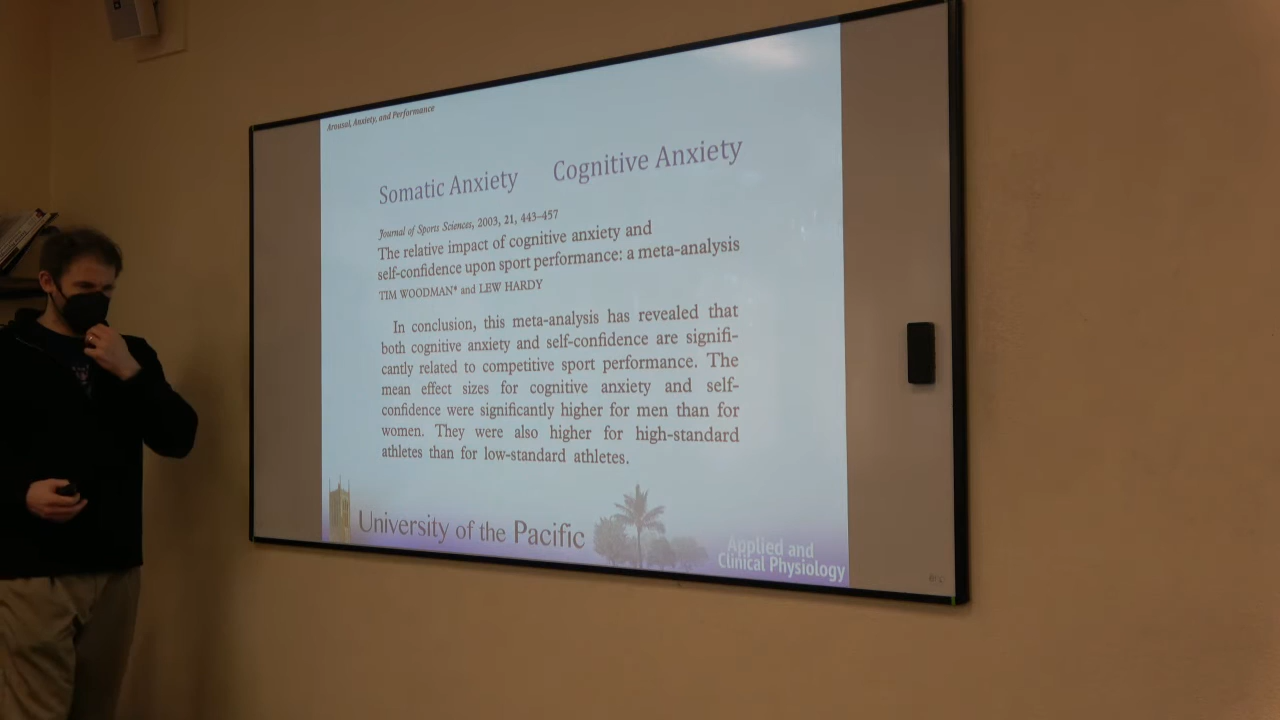 Arousal, Anxiety, and Performance
Somatic Anxiety Cognitive Anxiety
Journal of Sports Sciences, 2003, 21, 443–457
The relative impact of cognitive anxiety and
self-confidence upon sport performance: a meta-analysis
TIM WOODMAN* and LEW HARDY
In conclusion, this meta-analysis has revealed that
both cognitive anxiety and self-confidence are signifi-
cantly related to competitive sport performance. The
mean effect sizes for cognitive anxiety and self-
confidence were significantly higher for men than for
women. They were also higher for high-standard
athletes than for low-standard athletes.
University of the Pacific
Applied and
Clinical Physiology